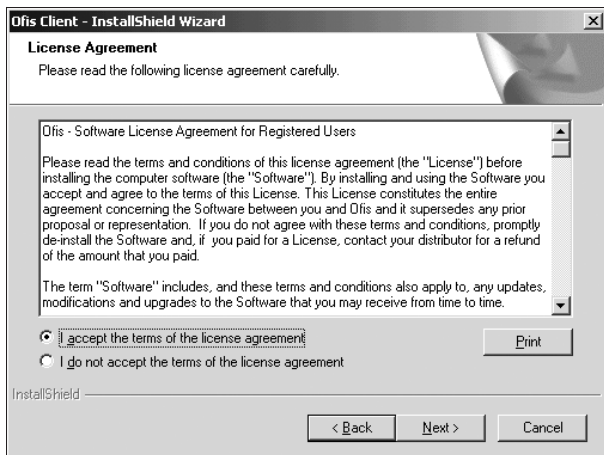 Ofis Client - InstallShield Wizard
License Agreement
Please read the following license agreement carefully.
Ofis - Software License Agreement for Registered Users
Please read the terms and conditions of this license agreement (the "License") before
installing the computer software (the "Software"). By installing and using the Software you
accept and agree to the terms of this License. This License constitutes the entire
agreement concerning the Software between you and Ofis and it supersedes any prior
proposal or representation.  If you do not agree with these terms and conditions, promptly
de-install the Software and, if  you paid for a License, contact your distributor for a refund
of the amount that you paid.
The term "Software" includes, and these terms and conditions also apply to, any updates,
modifications and upgrades to the Software that you may receive from time to time.
I accept the terms of the license agreement
Print
I do not accept the terms of the license agreement
InstallShield
< Back
Next >
Cancel